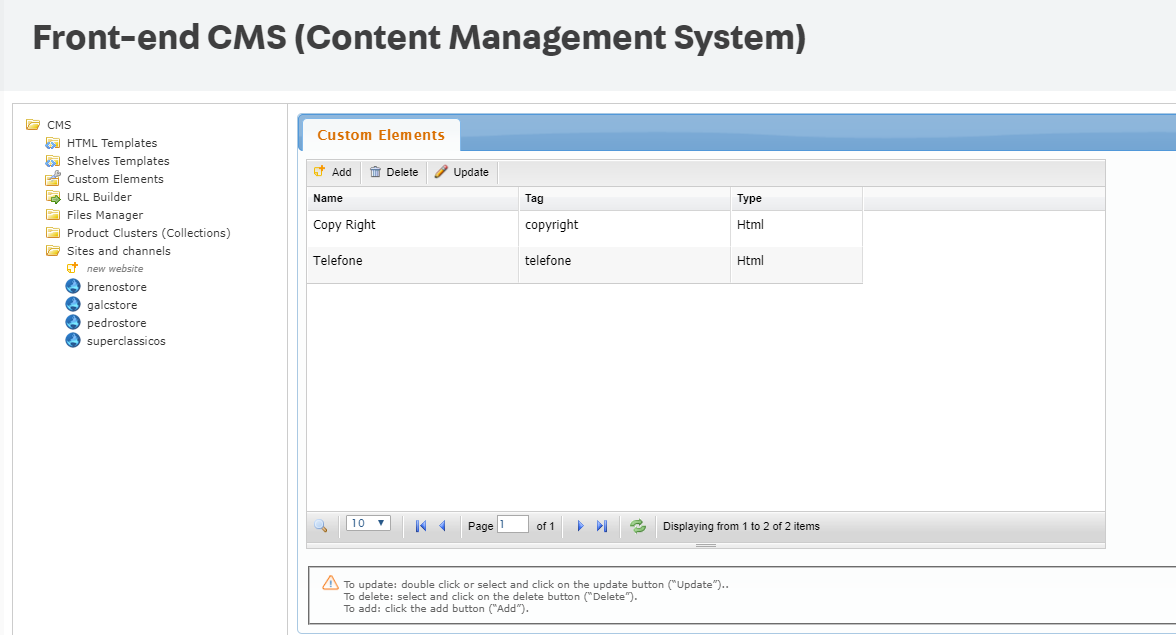 Front-end CMS (Content Management System)
CMS
HTML Templates
Shelves Templates
Custom Elements
URL Builder
Files Manager
Product Clusters (Collections)
Sites and channels
new website
brenostore
galcstore
pedrostore
superclassicos
Custom Elements
Add Delete Update
Name Tag Type
Copy Right copyright Html
Telefone telefone Html
10 Page 1 of 1 Displaying from 1 to 2 of 2 items
To update: double click or select and click on the update button (“Update”)..
To delete: select and click on the delete button (“Delete”).
To add: click the add button (“Add”).